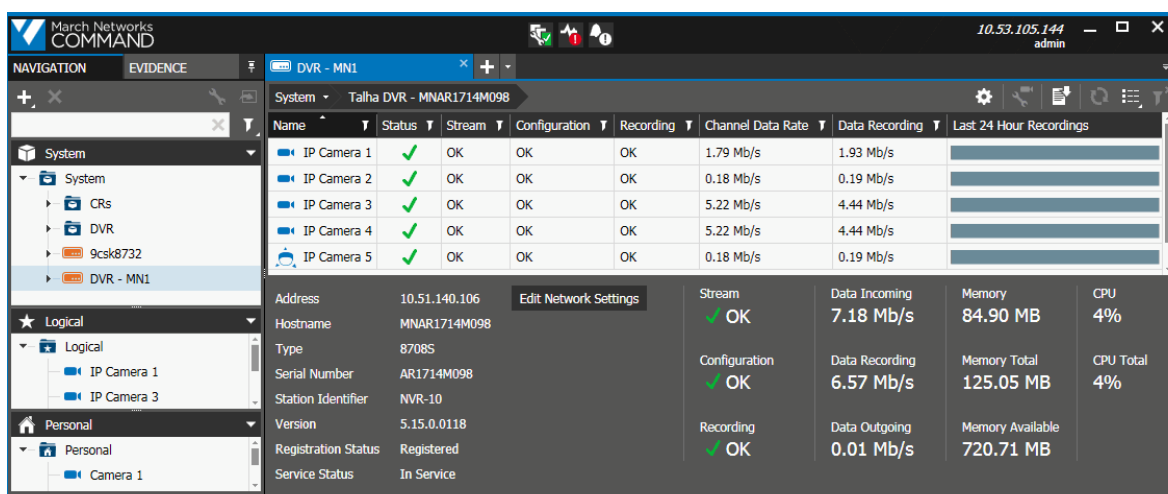 March Networks
COMMAND
10.53.105.144
admin
NAVIGATION EVIDENCE
DVR - MN1
System Talha DVR - MNAR1714M098
Name Status Stream Configuration Recording Channel Data Rate Data Recording Last 24 Hour Recordings
IP Camera 1 OK OK OK 1.79 Mb/s 1.93 Mb/s
IP Camera 2 OK OK OK 0.18 Mb/s 0.19 Mb/s
IP Camera 3 OK OK OK 5.22 Mb/s 4.44 Mb/s
IP Camera 4 OK OK OK 5.22 Mb/s 4.44 Mb/s
IP Camera 5 OK OK OK 0.18 Mb/s 0.19 Mb/s
System
System
CRs
DVR
9csk8732
DVR - MN1
Logical
Logical
IP Camera 1
IP Camera 3
Personal
Personal
Camera 1
Address 10.51.140.106 Edit Network Settings
Hostname MNAR1714M098
Type 8708S
Serial Number AR1714M098
Station Identifier NVR-10
Version 5.15.0.0118
Registration Status Registered
Service Status In Service
Stream Data Incoming Memory CPU
OK 7.18 Mb/s 84.90 MB 4%
Configuration Data Recording Memory Total CPU Total
OK 6.57 Mb/s 125.05 MB 4%
Recording Data Outgoing Memory Available
OK 0.01 Mb/s 720.71 MB